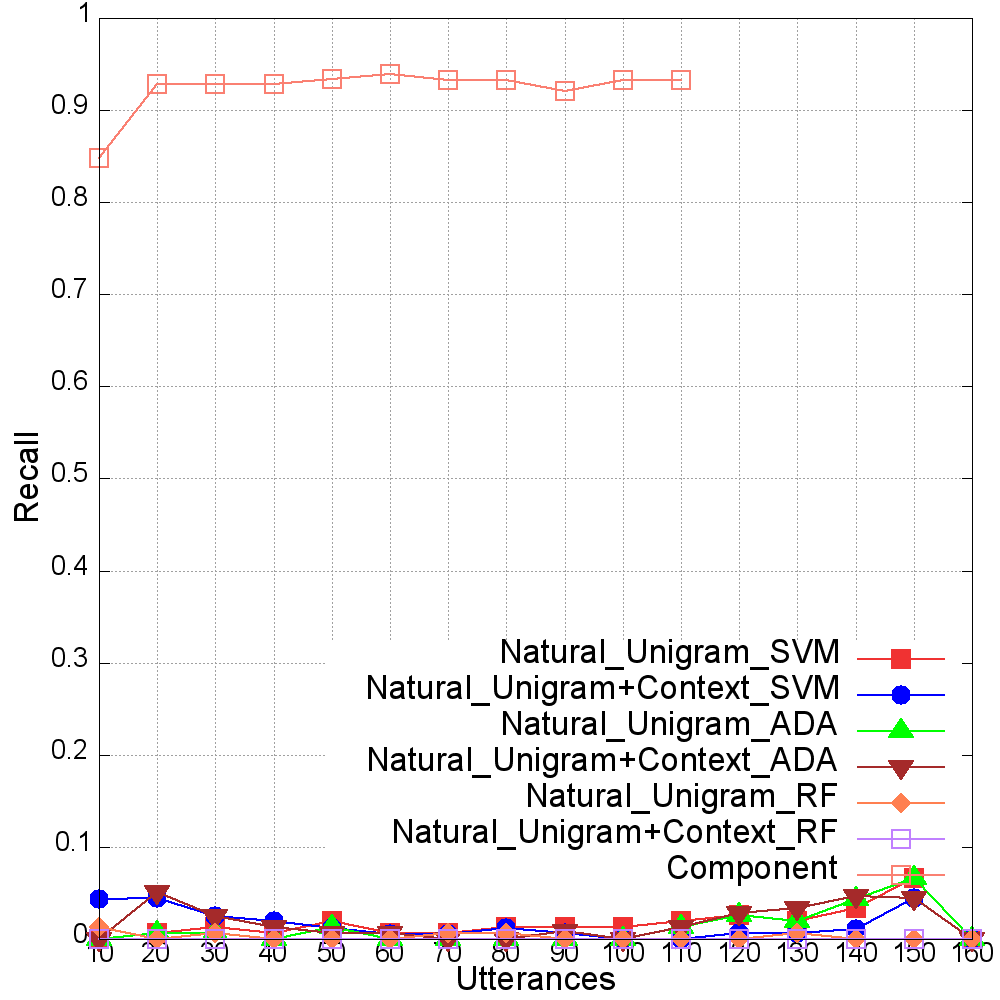 1
0.9
0.8
0.7
0.6
0.5
0.4
0.3
0.2
0.1
0
Recall
Natural_Unigram_SVM
Natural_Unigram+Context_SVM
Natural_Unigram_ADA
Natural_Unigram+Context_ADA
Natural_Unigram_RF
Natural_Unigram+Context_RF
Component
10 20 30 40 50 60 70 80 90 100 110 120 130 140 150 160
Utterances